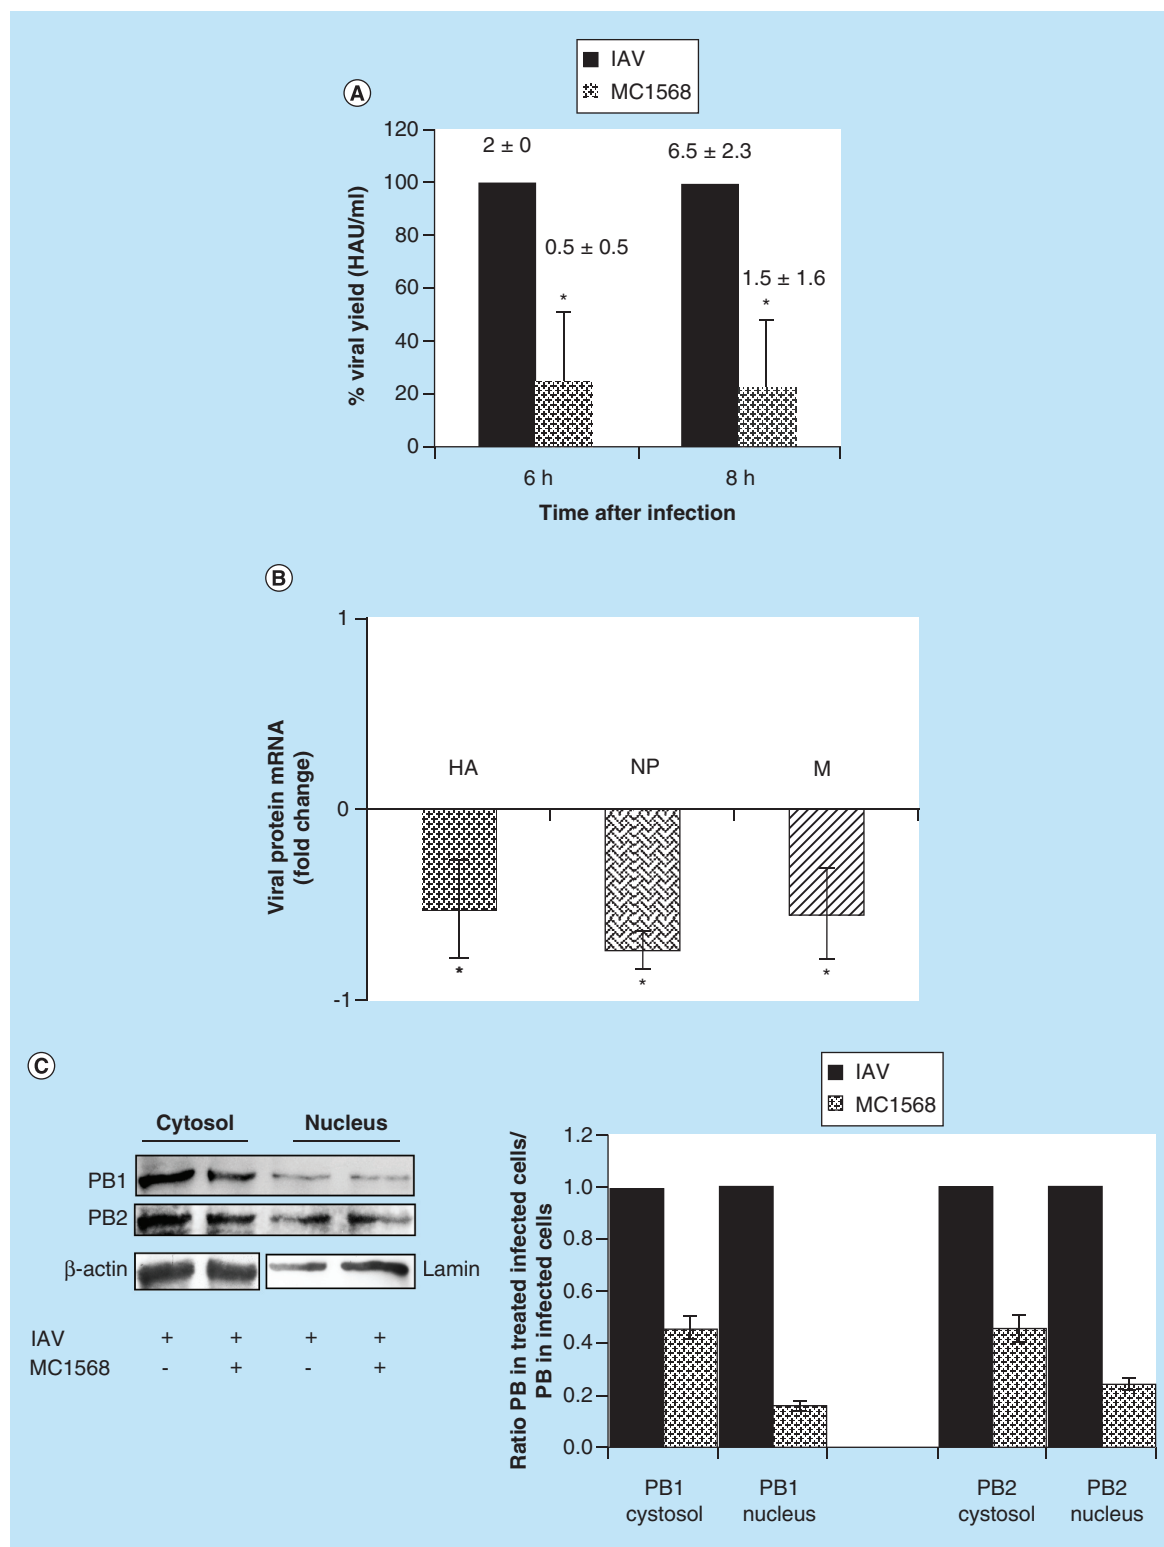 IAV
MC1568
A
120
100
80
60
40
20
0
% viral yield (HAU/ml)
2 ± 0
6.5 ± 2.3
0.5 ± 0.5
1.5 ± 1.6
*
*
6 h
8 h
Time after infection
B
1
0
-1
Viral protein mRNA
(fold change)
HA
NP
M
*
*
*
C
Cytosol
Nucleus
PB1
PB2
β-actin
Lamin
IAV + + + +
MC1568 - + - +
IAV
MC1568
1.2
1.0
0.8
0.6
0.4
0.2
0.0
Ratio PB in treated infected cells/
PB in infected cells
PB1
cystosol
PB1
nucleus
PB2
cystosol
PB2
nucleus